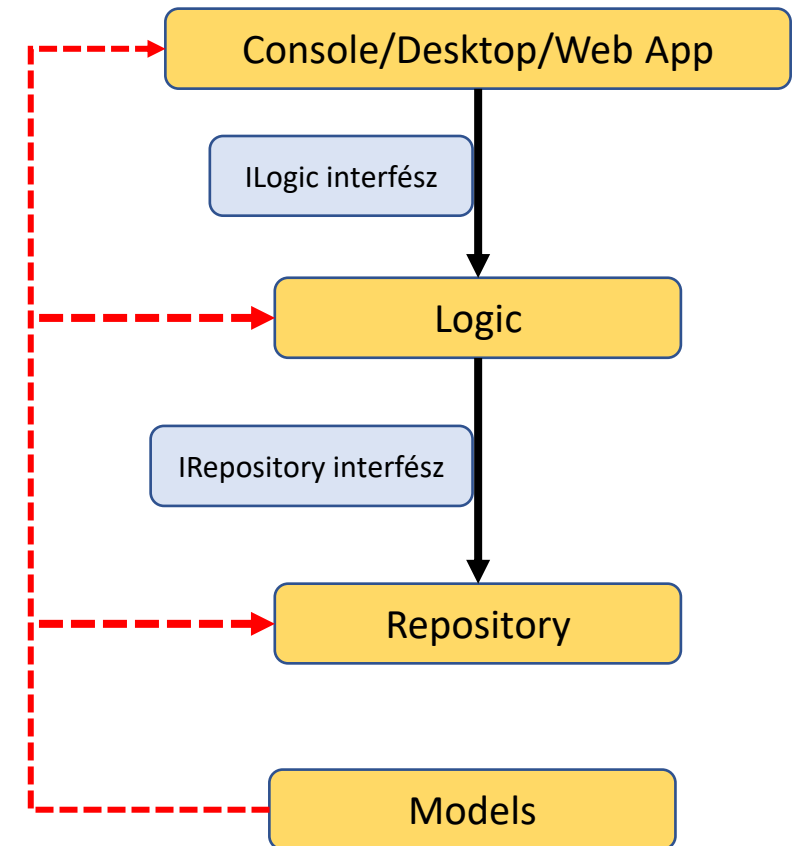 Console/Desktop/Web App
ILogic interfész
Logic
IRepository interfész
Repository
Models